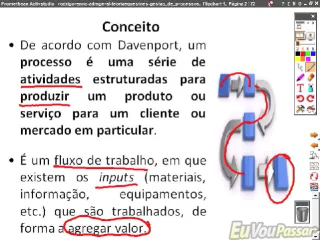 Conceito
• De acordo com Davenport, um
processo é uma série de
atividades estruturadas para
produzir um produto ou
serviço para um cliente ou
mercado em particular.
• É um fluxo de trabalho, em que
existem os inputs (materiais,
informação, equipamentos,
etc.) que são trabalhados, de
forma a agregar valor.
EuVouPassar